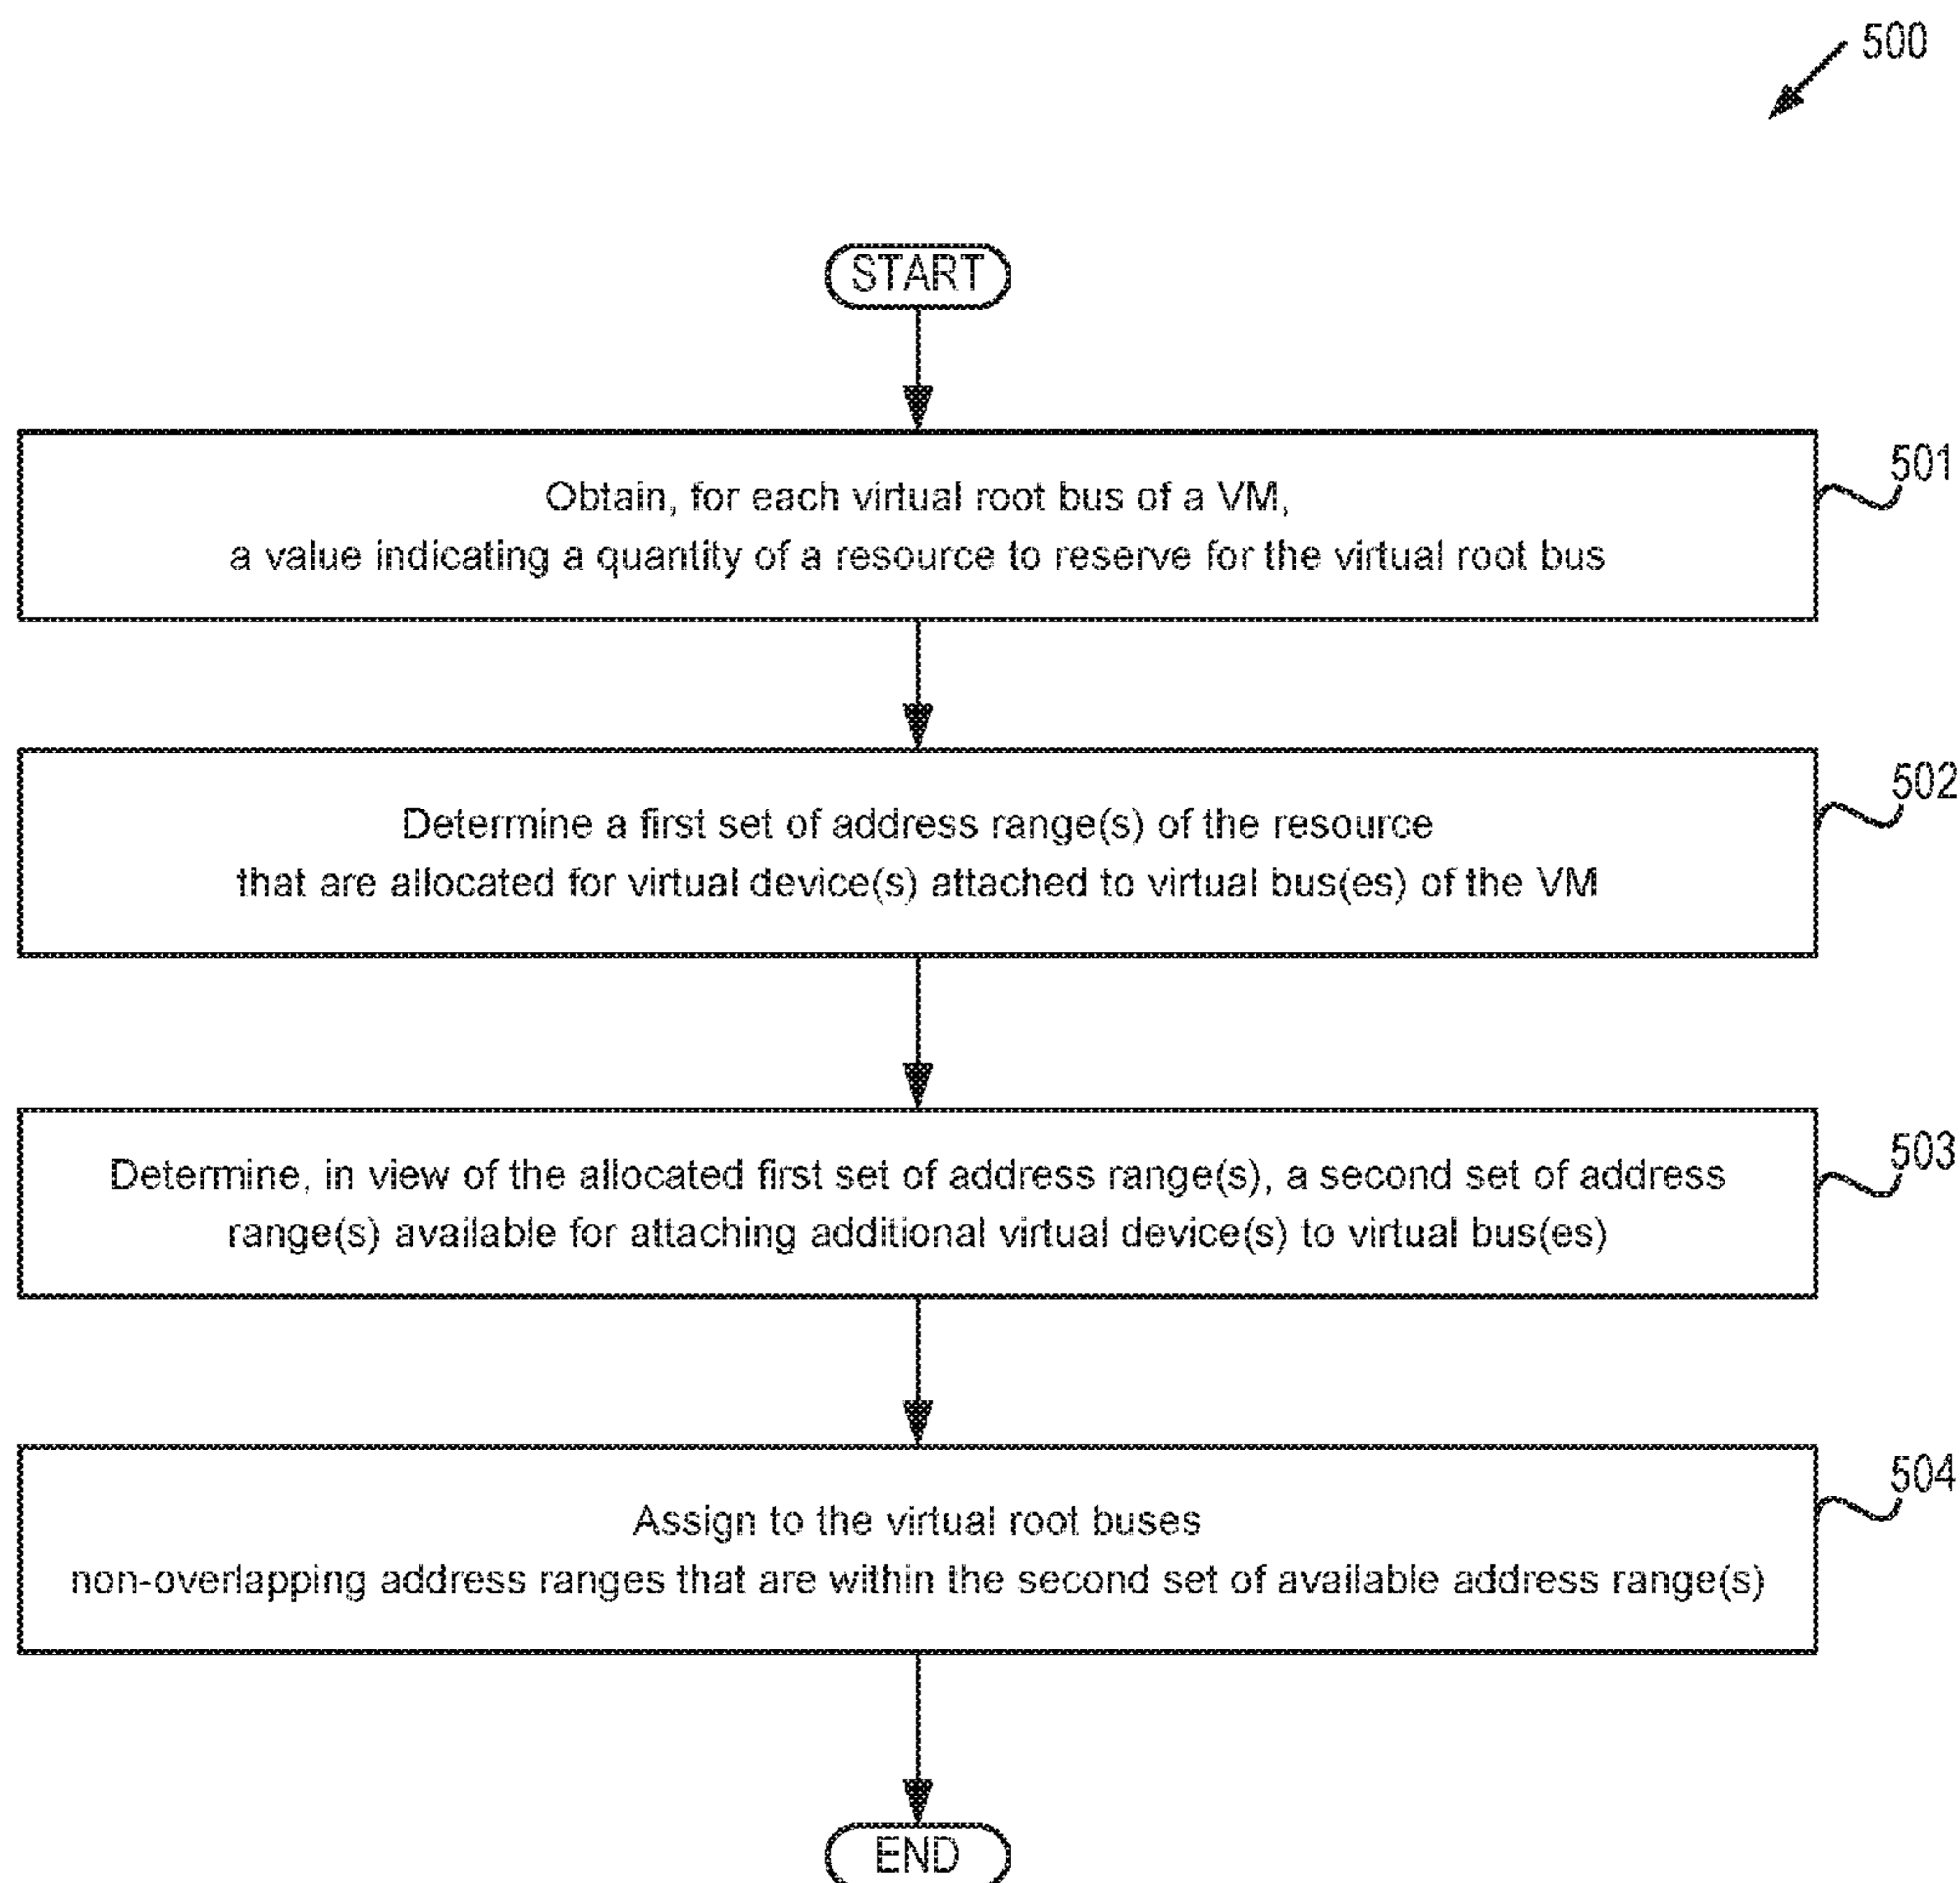 500
START
501
Obtain, for each virtual root bus of a VM,
a value indicating a quantity of a resource to reserve for the virtual root bus
502
Determine a first set of address range(s) of the resource
that are allocated for virtual device(s) attached to virtual bus(es) of the VM
503
Determine, in view of the allocated first set of address range(s), a second set of address
range(s) available for attaching additional virtual device(s) to virtual bus(es)
504
Assign to the virtual root buses
non-overlapping address ranges that are within the second set of available address range(s)
END